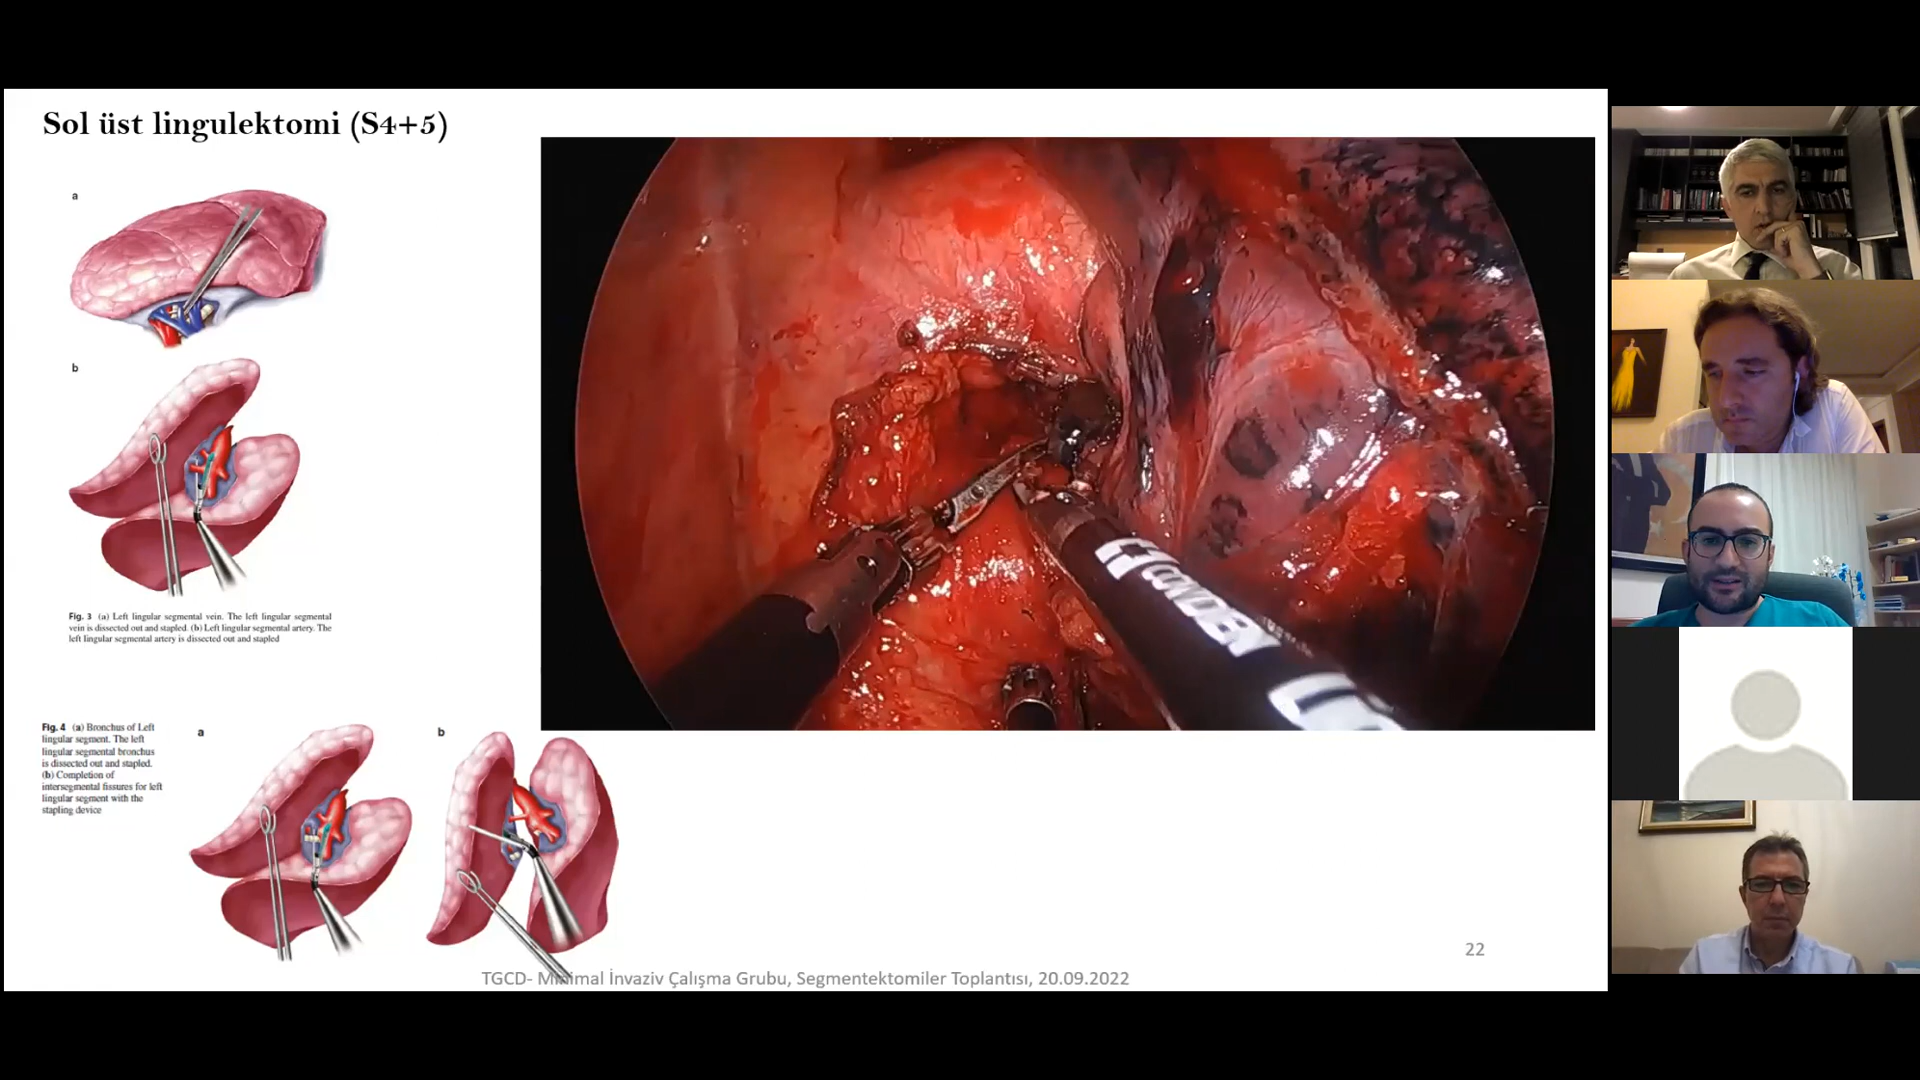 Sol üst lingulektomi (S4+5)
a
b
Fig. 3 (a) Left lingular segmental vein. The left lingular segmental
vein is dissected out and stapled. (b) Left lingular segmental artery. The
left lingular segmental artery is dissected out and stapled
COVIDIEN
Fig. 4 (a) Bronchus of Left
lingular segment. The left
lingular segmental bronchus
is dissected out and stapled.
(b) Completion of
intersegmental fissures for left
lingular segment with the
stapling device
a
b
22
TGCD- Minimal İnvaziv Çalışma Grubu, Segmentektomiler Toplantısı, 20.09.2022